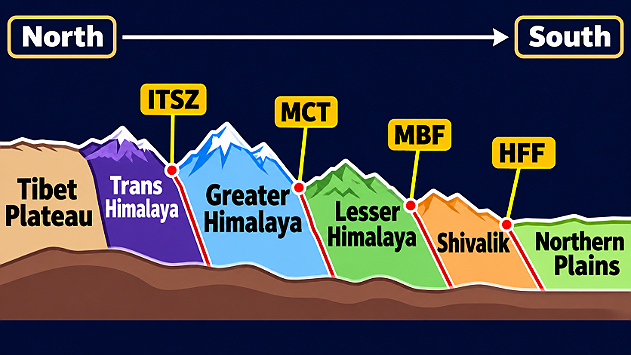 North
South
ITSZ
MCT
MBF
HFF
Tibet
Plateau
Trans
Himalaya
Greater
Himalaya
Lesser
Himalaya
Shivalik
Northern
Plains